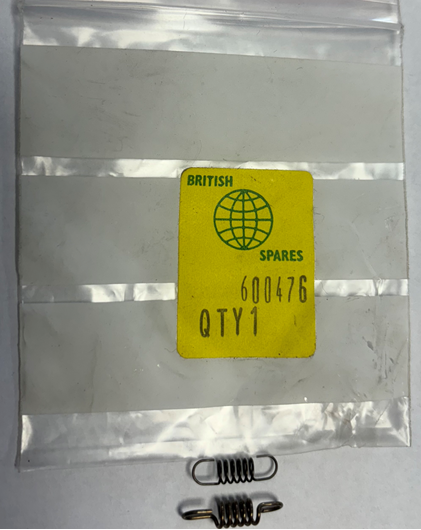 BRITISH
SPARES
600476
QTY1